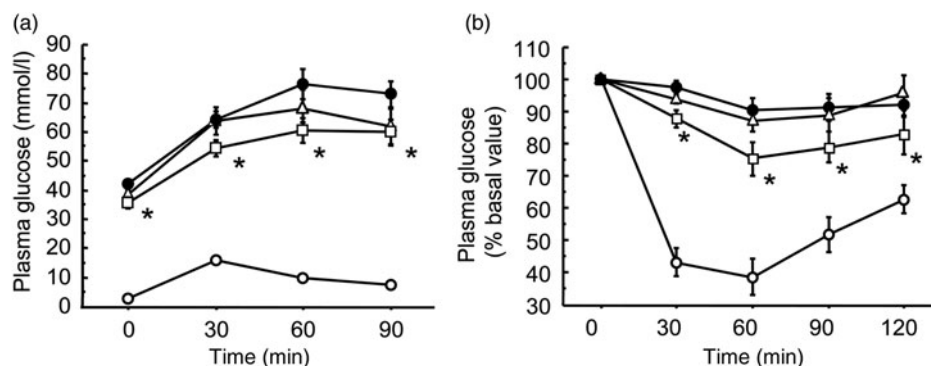 (a)
Plasma glucose (mmol/l)
90
80
70
60
50
40
30
20
10
0
* * * *
0 30 60 90
Time (min)
(b)
Plasma glucose
(% basal value)
110
100
90
80
70
60
50
40
30
* * * *
0 30 60 90 120
Time (min)